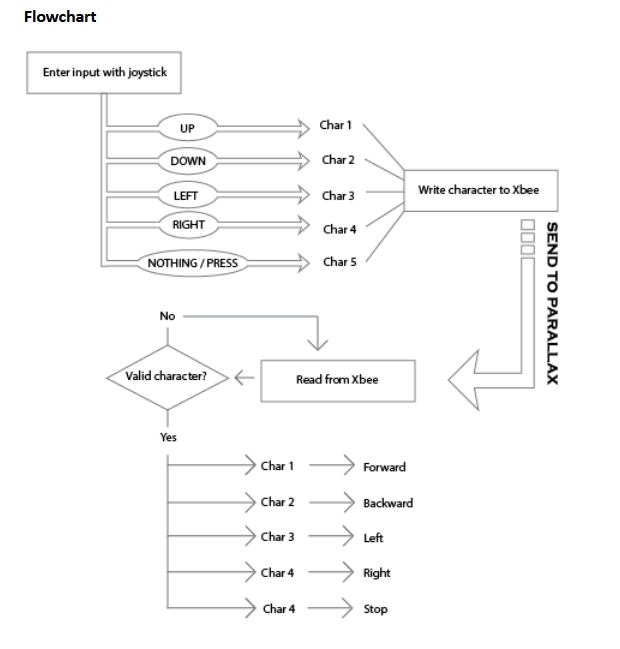 Flowchart
Enter input with joystick
UP
Char 1
DOWN
Char 2
LEFT
Char 3
RIGHT
Char 4
NOTHING / PRESS
Char 5
Write character to Xbee
SEND TO PARALLAX
No
Valid character?
Read from Xbee
Yes
Char 1
Forward
Char 2
Backward
Char 3
Left
Char 4
Right
Char 4
Stop